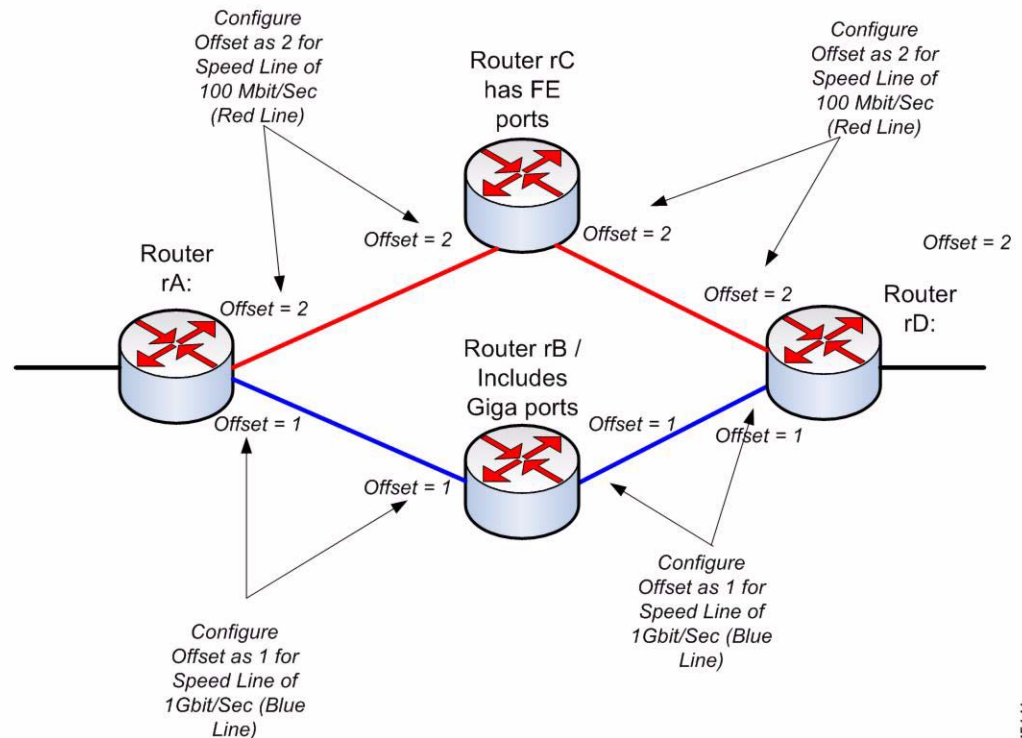 Configure
Offset as 2 for
Speed Line of
100 Mbit/Sec
(Red Line)
Router rC
has FE
ports
Configure
Offset as 2 for
Speed Line of
100 Mbit/Sec
(Red Line)
Offset = 2
Offset = 2
Offset = 2
Router
rA:
Offset = 2
Offset = 2
Router
rD:
Router rB /
Includes
Giga ports
Offset = 1
Offset = 1
Offset = 1
Offset = 1
Configure
Offset as 1 for
Speed Line of
1Gbit/Sec (Blue
Line)
Configure
Offset as 1 for
Speed Line of
1Gbit/Sec (Blue
Line)